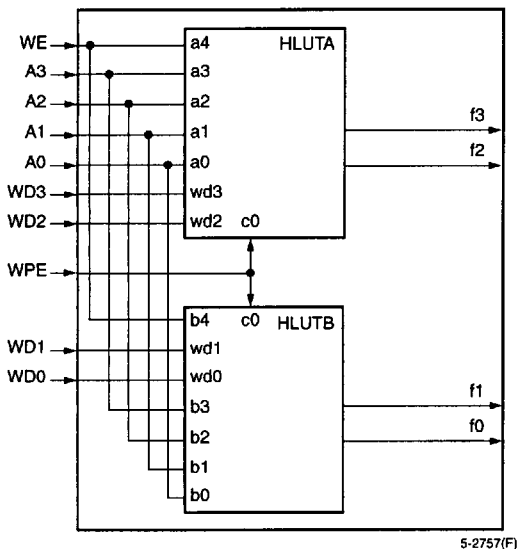 WE a4 HLUTA
A3 a3
A2 a2
A1 a1 f3
A0 a0 f2
WD3 wd3
WD2 wd2 c0
WPE
b4 c0 HLUTB
WD1 wd1
WD0 wd0
b3 f1
b2 f0
b1
b0
5-2757(F)